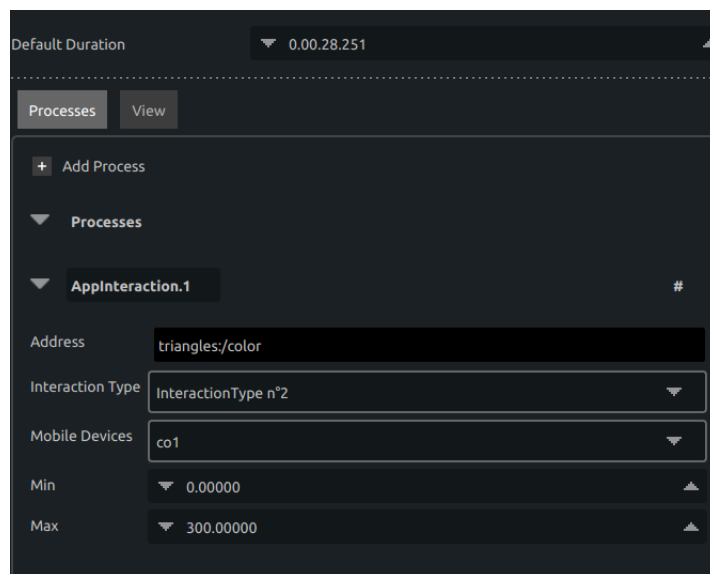 Default Duration 0.00.28.251
Processes View
+ Add Process
Processes
AppInteraction.1 #
Address triangles:/color
Interaction Type InteractionType n°2
Mobile Devices co1
Min 0.00000
Max 300.00000